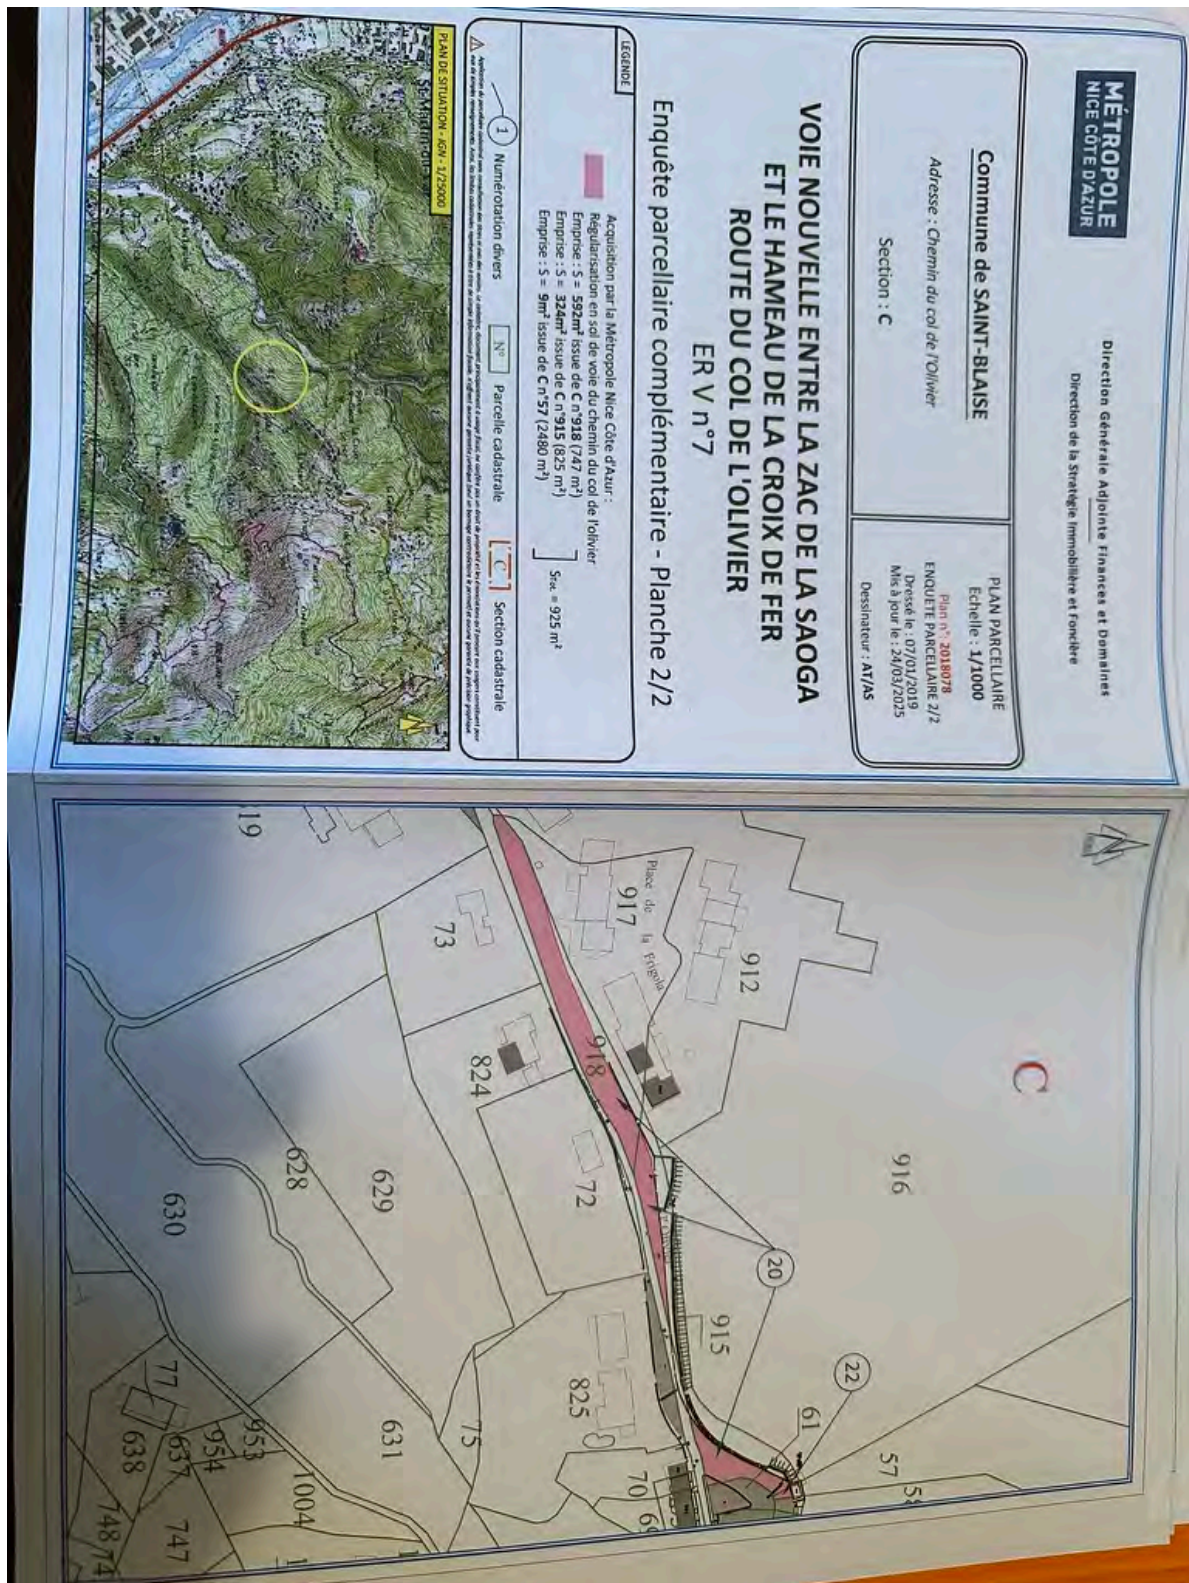 MÉTROPOLE
NICE CÔTE D'AZUR
Direction Générale Adjointe Finances et Domaines
Direction de la Stratégie Immobilière et Foncière
Commune de SAINT-BLAISE
Adresse : Chemin du col de l'Olivier
Section : C
PLAN PARCELLAIRE
Echelle : 1/1000
Plan n°: 2018078
ENQUETE PARCELLAIRE 2/2
Dressé le : 07/01/2019
Mis à jour le : 24/03/2025
Dessinateur : AT/AS
VOIE NOUVELLE ENTRE LA ZAC DE LA SAOGA
ET LE HAMEAU DE LA CROIX DE FER
ROUTE DU COL DE L'OLIVIER
ER V n°7
Enquête parcellaire complémentaire - Planche 2/2
LEGENDE
Acquisition par la Métropole Nice Côte d'Azur :
Régularisation en sol de voie du chemin du col de l'olivier
Emprise : S = 592m² issue de C n°918 (747 m²)
Emprise : S = 324m² issue de C n°915 (825 m²)
Emprise : S = 9m² issue de C n°57 (2480 m²)
Stot. = 925 m²
1 Numérotation divers
N° Parcelle cadastrale
C Section cadastrale
PLAN DE SITUATION - IGN - 1/25000
N
C
916
912
Place de la Frigola
917
918
20
22
915
61
57
73
824
72
825
70
75
629
628
630
631
19
77
638
637
954
953
1004
747
748
74